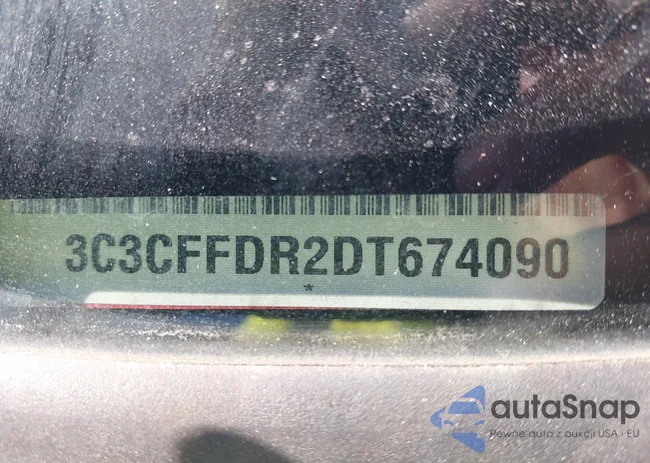 3C3CFFDR2DT674090
*
autaSnap
Pewne auta z aukcji USA i EU